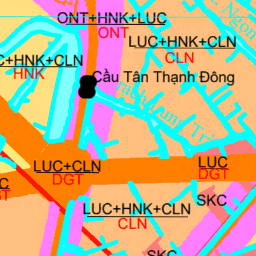 ONT+HNK+LUC
ONT
LUC+HNK+CLN
CLN
C+HNK+CLN
HNK
Cầu Tân Thạnh Đông
LUC+CLN
DGT
LUC
DGT
LUC+HNK+CLN
CLN
SKC
SKC